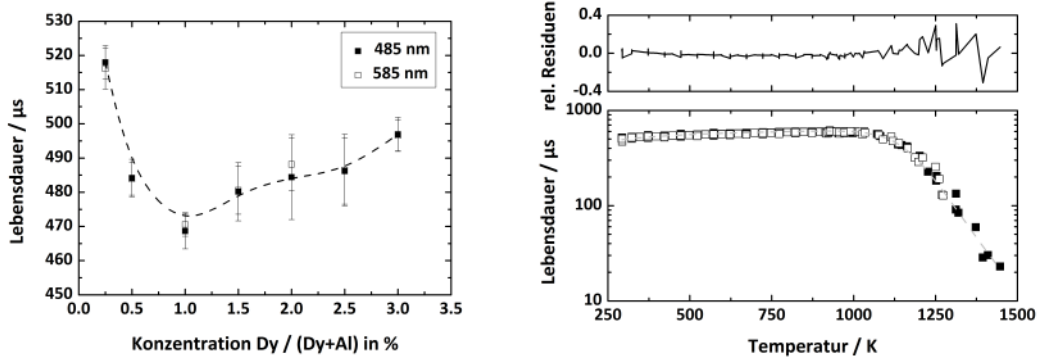 530
520
510
500
490
480
470
460
450
Lebensdauer / µs
485 nm
585 nm
0.0 0.5 1.0 1.5 2.0 2.5 3.0 3.5
Konzentration Dy / (Dy+Al) in %
rel. Residuen
0.4
0.0
-0.4
Lebensdauer / µs
1000
100
10
250 500 750 1000 1250 1500
Temperatur / K